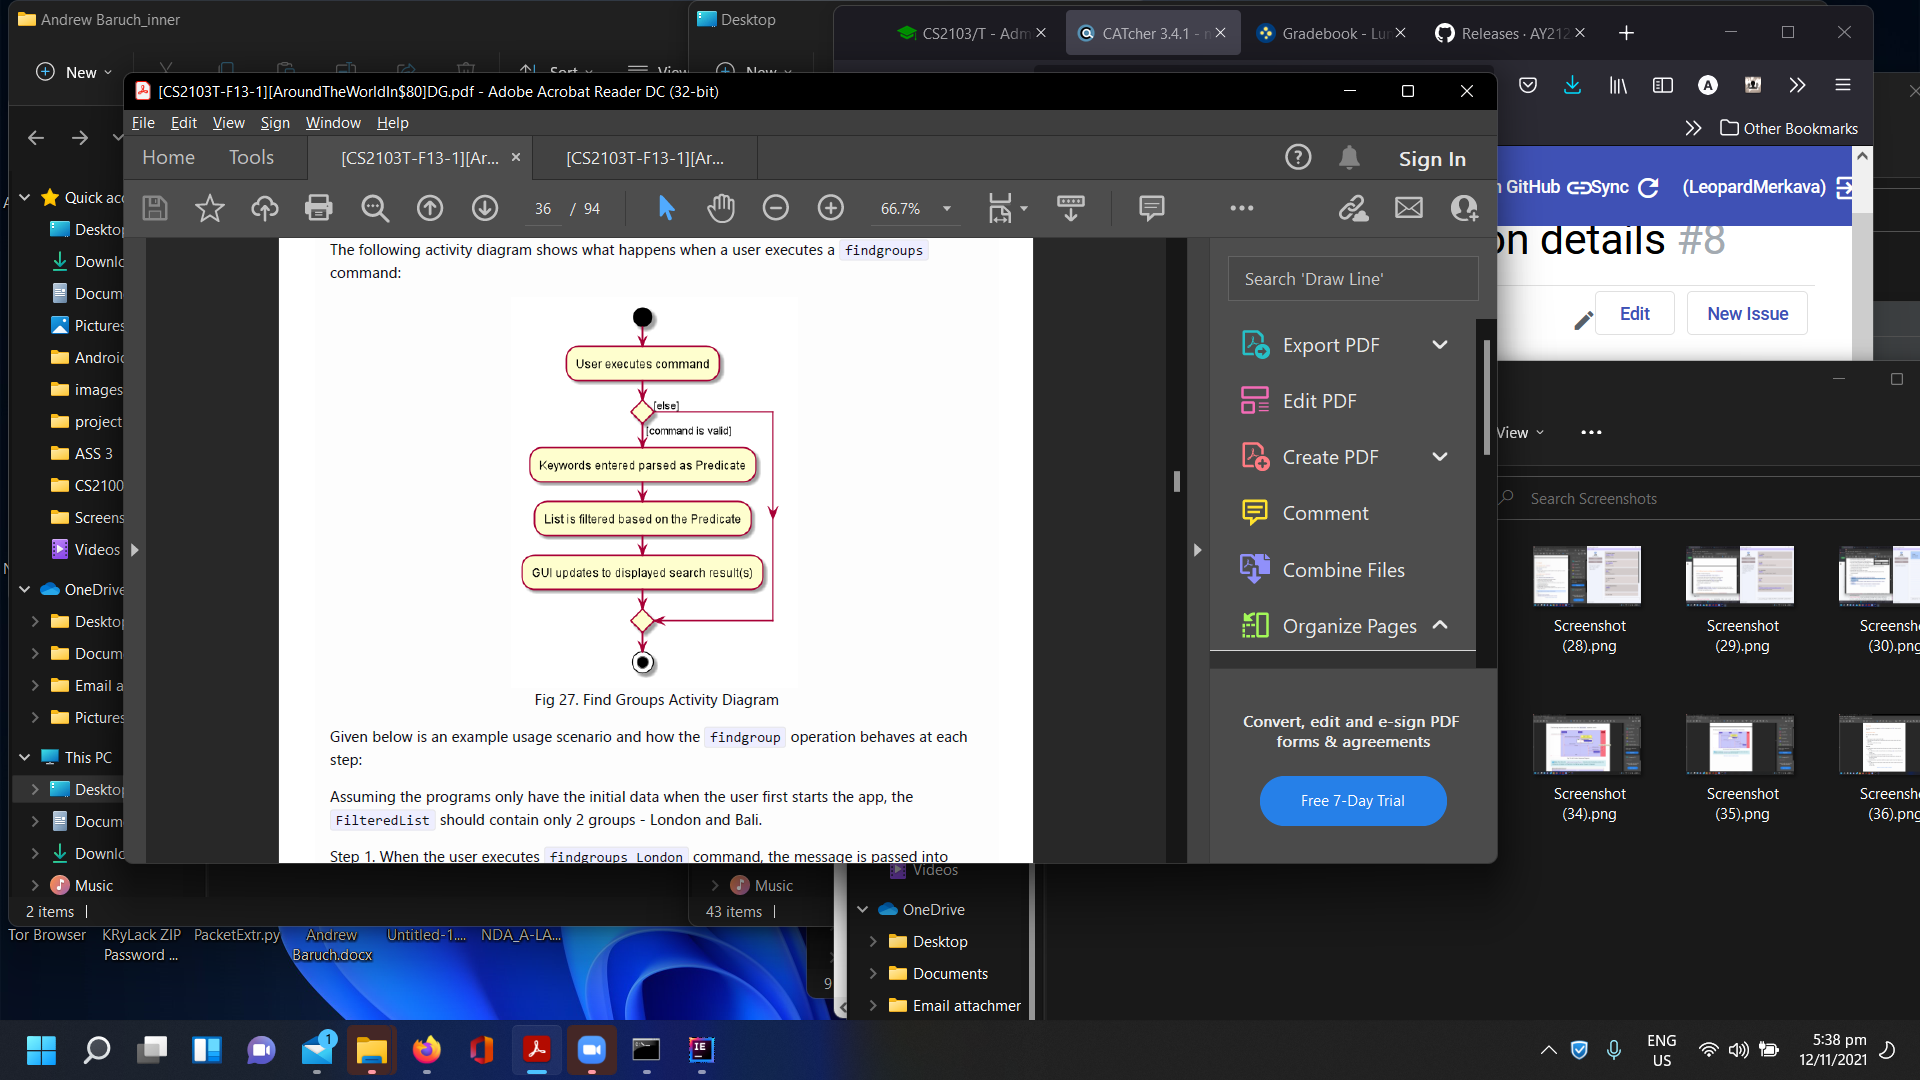 Andrew Baruch_inner
Desktop
CS2103/T - Adm
CATcher 3.4.1 -
Gradebook - Lu
Releases · AY212
New
Sort
View
New
[CS2103T-F13-1][AroundTheWorldIn$80]DG.pdf - Adobe Acrobat Reader DC (32-bit)
File Edit View Sign Window Help
A
Other Bookmarks
Home
Tools
[CS2103T-F13-1][Ar...
[CS2103T-F13-1][Ar...
Sign In
36 / 94
66.7%
GitHub
Sync
(LeopardMerkava)
on details #8
Edit
New Issue
Quick acc
Desktop
Downlo
Docum
Pictures
Android
images
project
ASS 3
CS2100
Screens
Videos
OneDrive
Desktop
Docum
Email a
Pictures
This PC
Desktop
Docum
Downlo
Music
2 items
The following activity diagram shows what happens when a user executes a findgroups
command:
User executes command
[else]
[command is valid]
Keywords entered parsed as Predicate
List is filtered based on the Predicate
GUI updates to displayed search result(s)
Fig 27. Find Groups Activity Diagram
Given below is an example usage scenario and how the findgroup operation behaves at each
step:
Assuming the programs only have the initial data when the user first starts the app, the
FilteredList should contain only 2 groups - London and Bali.
Step 1. When the user executes findgroups London command, the message is passed into
Search 'Draw Line'
Export PDF
Edit PDF
Create PDF
Comment
Combine Files
Organize Pages
Convert, edit and e-sign PDF
forms & agreements
Free 7-Day Trial
View
Search Screenshots
Screenshot
(28).png
Screenshot
(29).png
Screensh
(30).png
Screenshot
(34).png
Screenshot
(35).png
Screensh
(36).png
Music
43 items
Videos
OneDrive
Desktop
Documents
Email attachmer
9
Tor Browser
KRyLack ZIP
Password ...
PacketExtr.py
Andrew
Baruch.docx
Untitled-1....
NDA_A-LA...
1
ENG
US
5:38 pm
12/11/2021